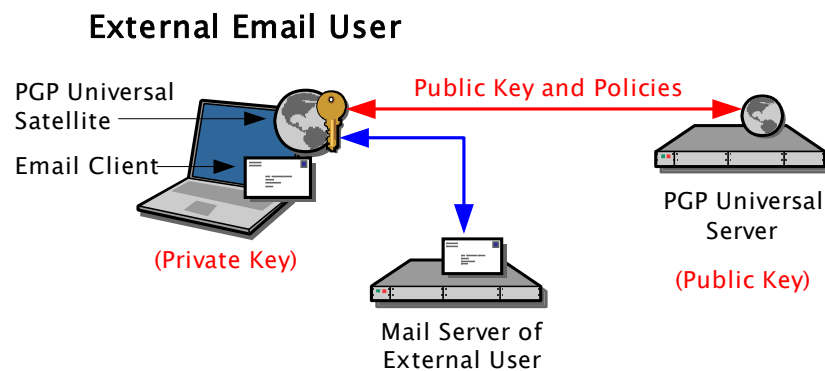 External Email User
PGP Universal
Satellite
Public Key and Policies
Email Client
PGP Universal
Server
(Private Key)
(Public Key)
Mail Server of
External User